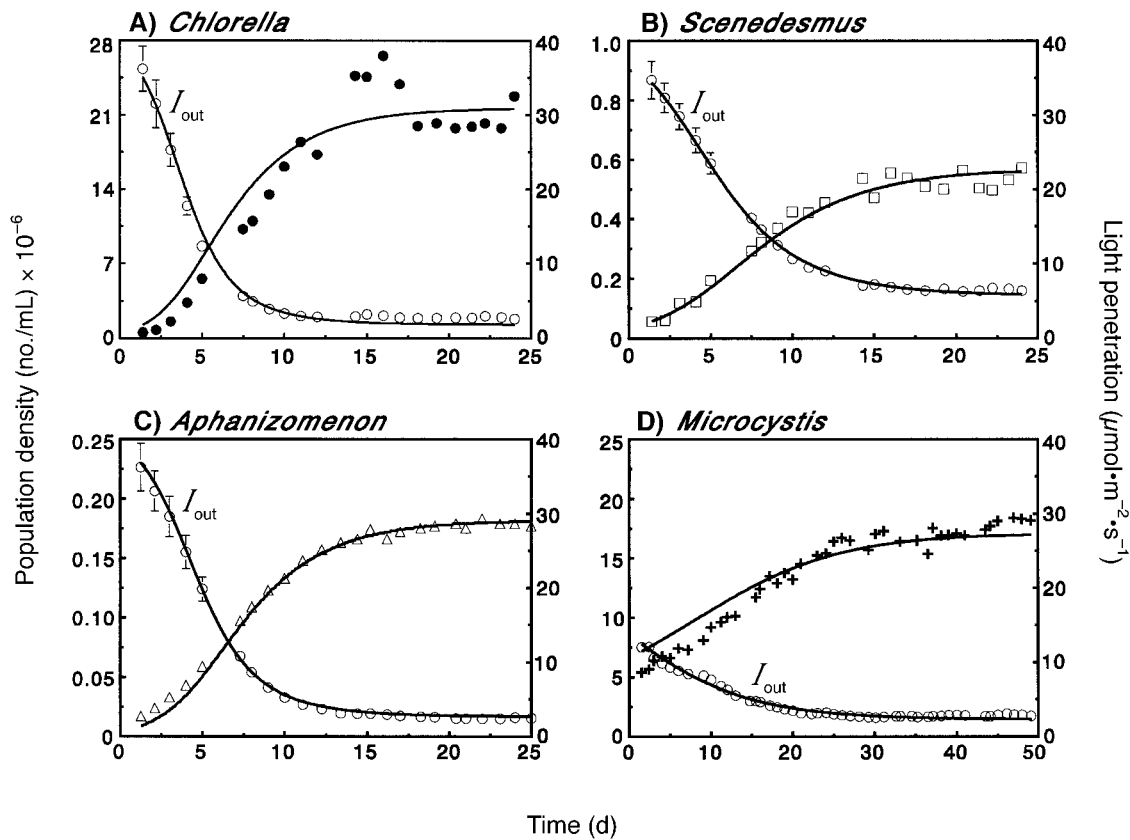 A) Chlorella
B) Scenedesmus
28
21
14
7
0
40
30
20
10
0
0 5 10 15 20 25
I_out
1.0
0.8
0.6
0.4
0.2
0
40
30
20
10
0
0 5 10 15 20 25
I_out
C) Aphanizomenon
D) Microcystis
0.25
0.20
0.15
0.10
0.05
0
40
30
20
10
0
0 5 10 15 20 25
I_out
25
20
15
10
5
0
40
30
20
10
0
0 10 20 30 40 50
I_out
Population density (no./mL) × 10⁻⁶
Light penetration (µmol•m⁻²•s⁻¹)
Time (d)